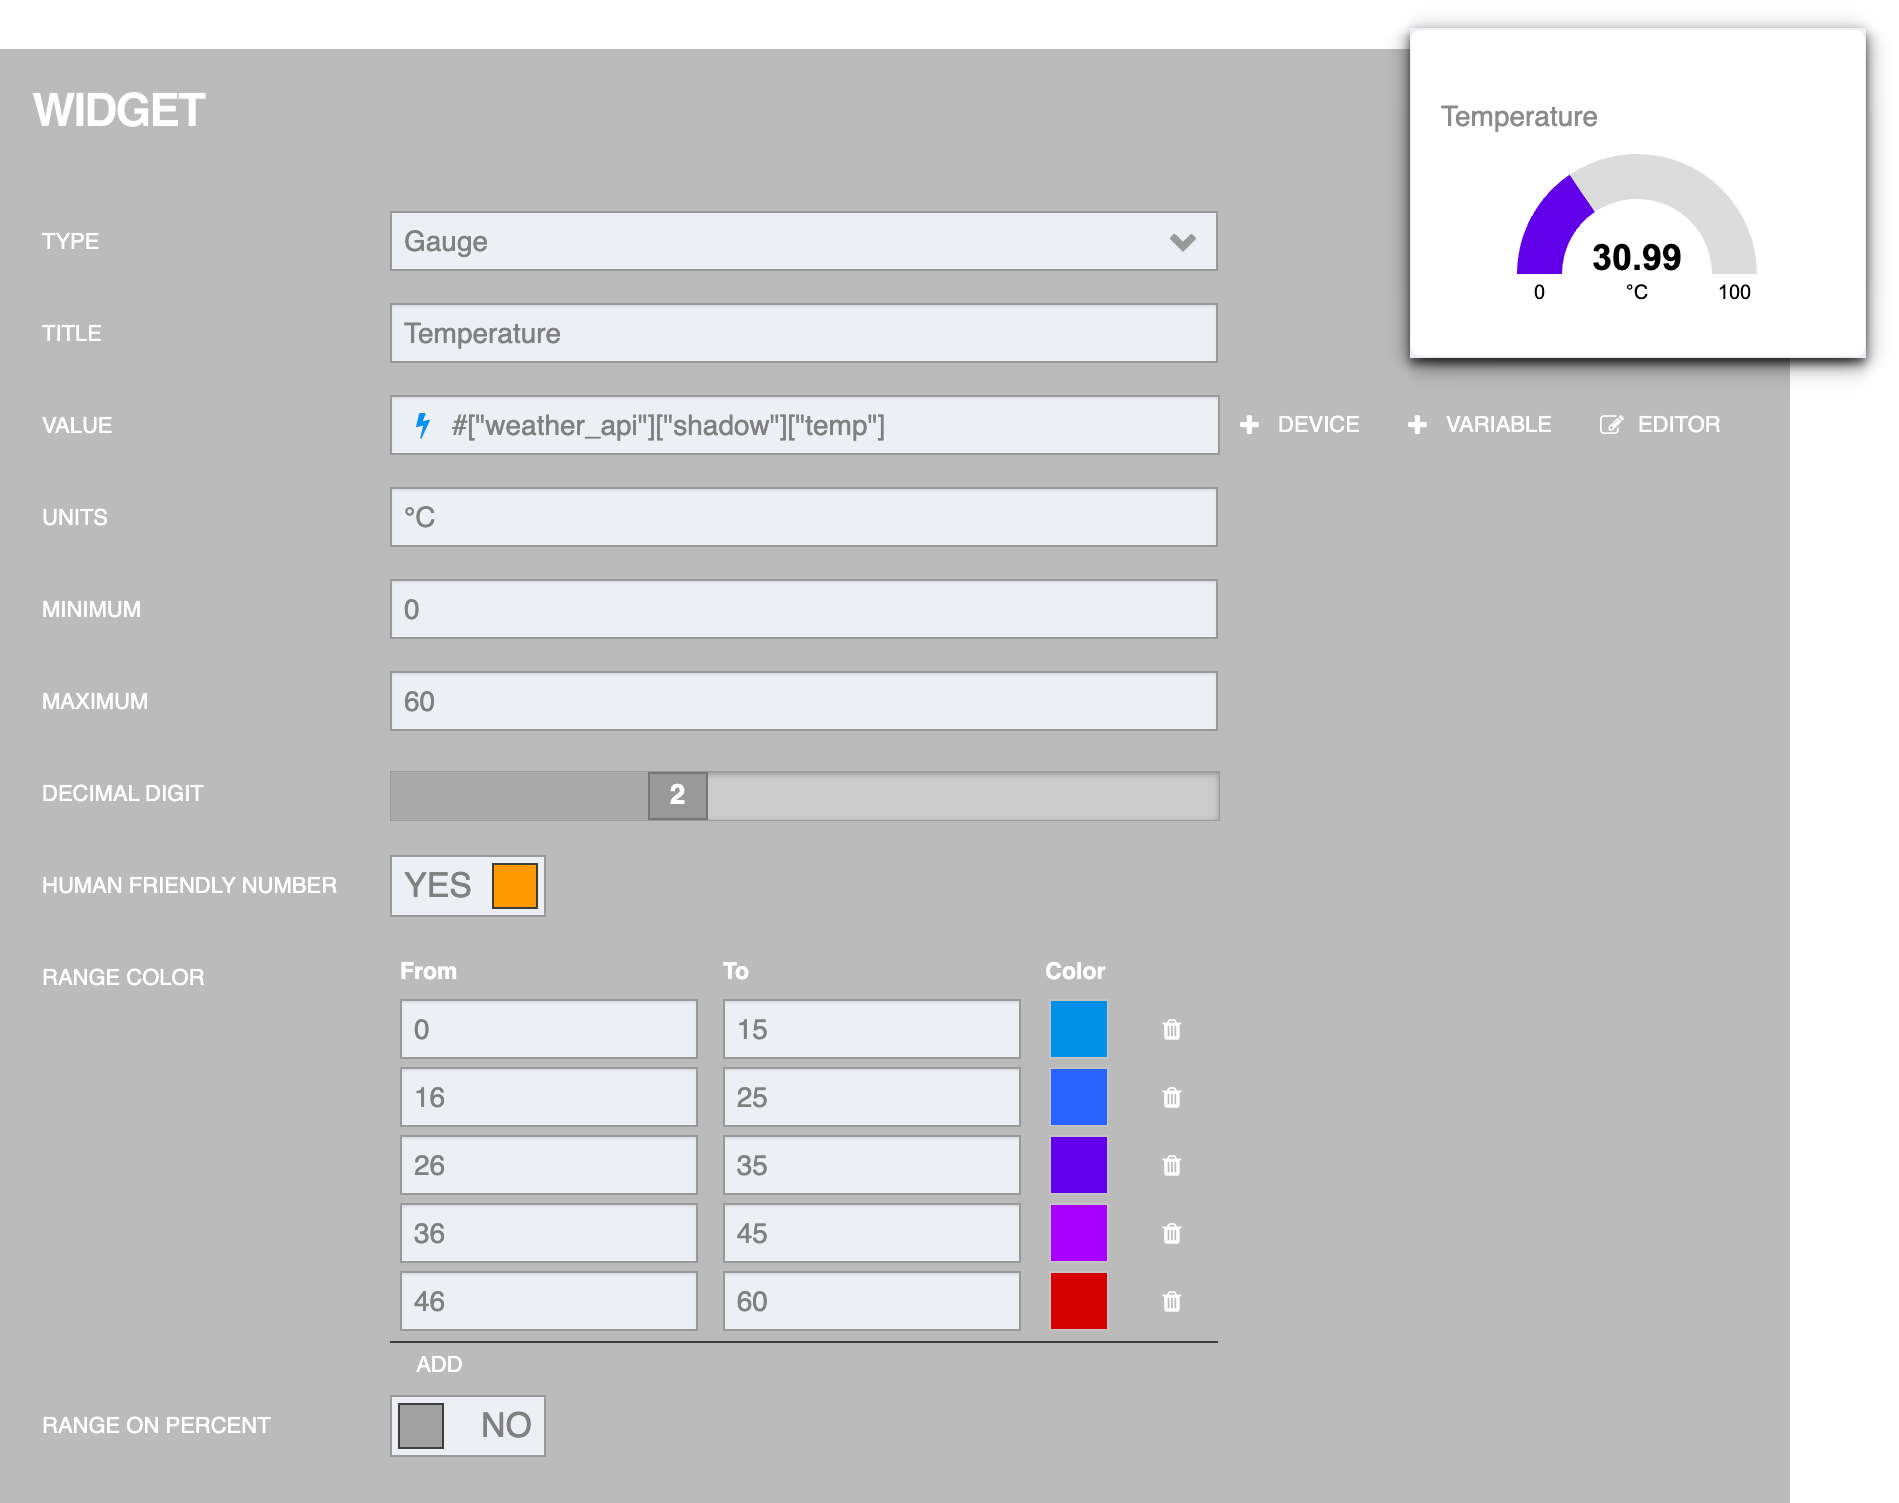 WIDGET
Temperature
30.99
0 °C 100
TYPE Gauge
TITLE Temperature
VALUE #["weather_api"]["shadow"]["temp"] DEVICE VARIABLE EDITOR
UNITS °C
MINIMUM 0
MAXIMUM 60
DECIMAL DIGIT 2
HUMAN FRIENDLY NUMBER YES
RANGE COLOR From To Color
0 15
16 25
26 35
36 45
46 60
ADD
RANGE ON PERCENT NO